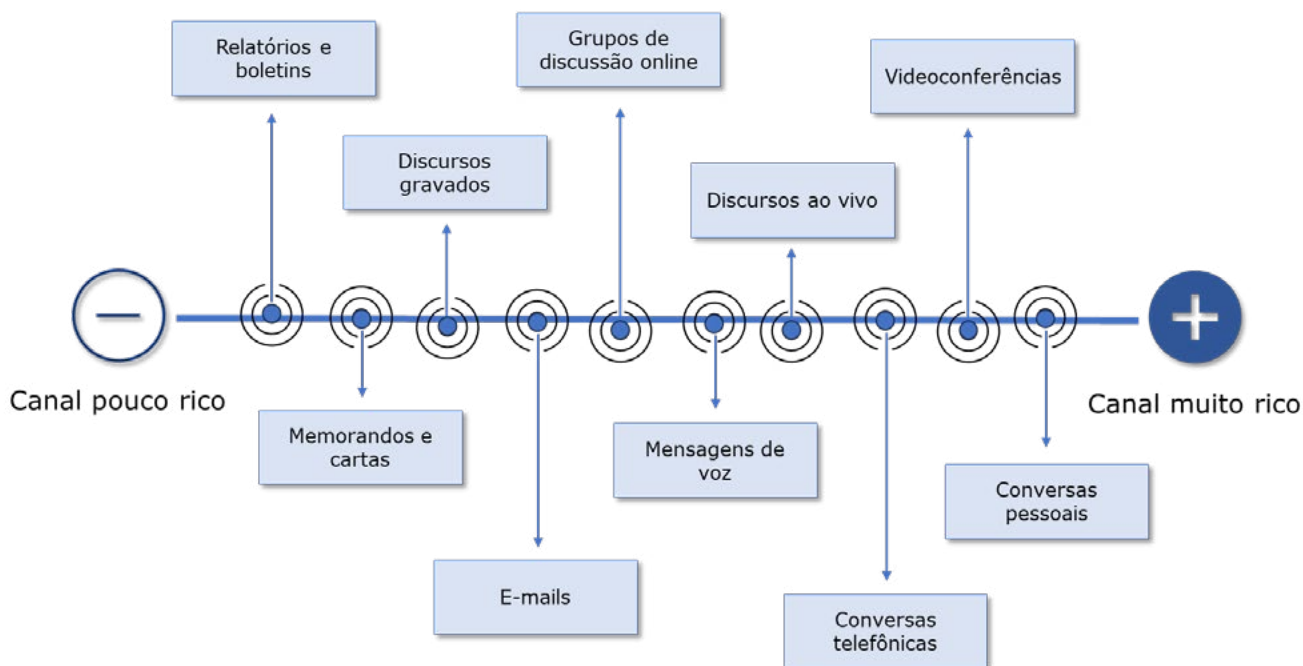 Relatórios e
boletins
Grupos de
discussão online
Videoconferências
Discursos
gravados
Discursos ao vivo
Canal pouco rico
Canal muito rico
Memorandos e
cartas
Mensagens de
voz
Conversas
pessoais
E-mails
Conversas
telefônicas